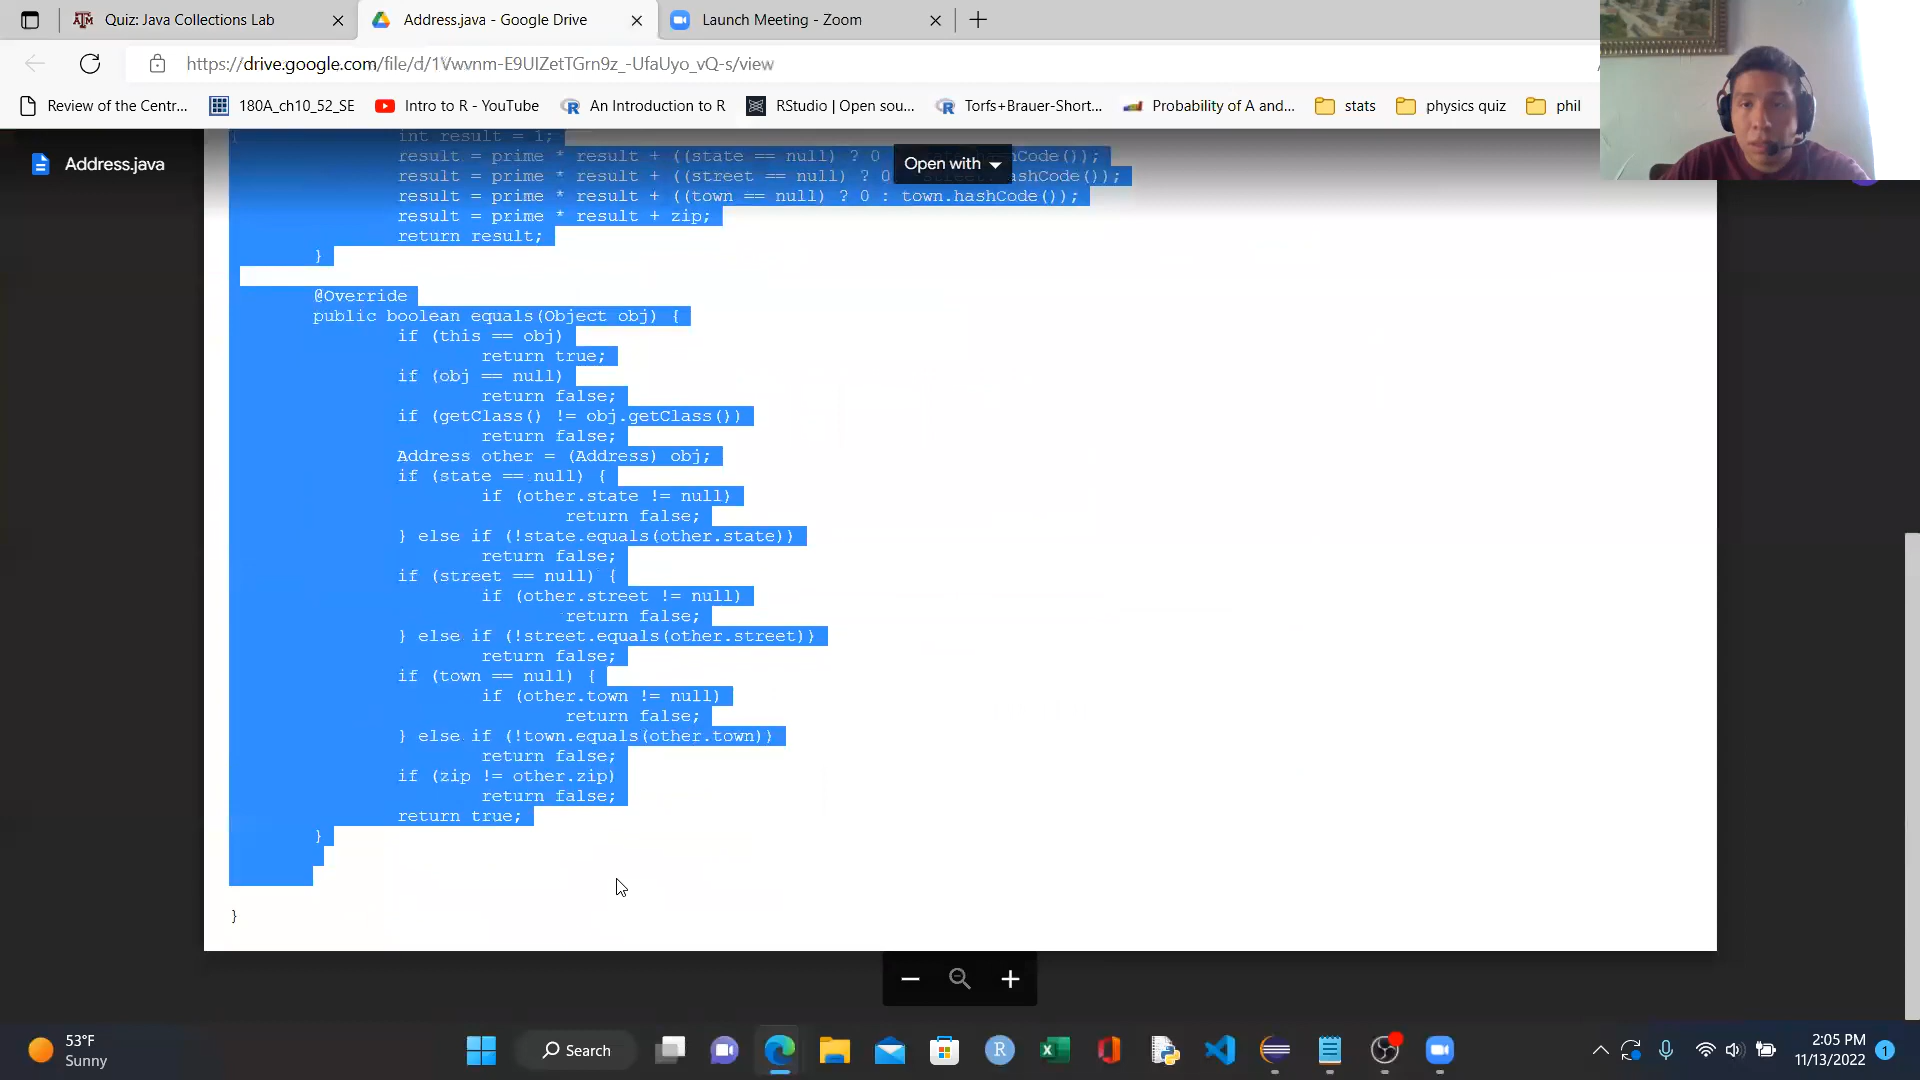 Quiz: Java Collections Lab
Address.java - Google Drive
Launch Meeting - Zoom
https://drive.google.com/file/d/1Vwvnm-E9UIZetTGrn9z_-UfaUyo_vQ-s/view
Review of the Centr...
180A_ch10_52_SE
Intro to R - YouTube
An Introduction to R
RStudio | Open sou...
Torfs+Brauer-Short...
Probability of A and...
stats
physics quiz
phil
Address.java
Open with
{
int result = 1;
result = prime * result + ((state == null) ? 0 hCode());
result = prime * result + ((street == null) ? 0 street.hashCode());
result = prime * result + ((town == null) ? 0 : town.hashCode());
result = prime * result + zip;
return result;
}
@Override
public boolean equals(Object obj) {
if (this == obj)
return true;
if (obj == null)
return false;
if (getClass() != obj.getClass())
return false;
Address other = (Address) obj;
if (state == null) {
if (other.state != null)
return false;
} else if (!state.equals(other.state))
return false;
if (street == null) {
if (other.street != null)
return false;
} else if (!street.equals(other.street))
return false;
if (town == null) {
if (other.town != null)
return false;
} else if (!town.equals(other.town))
return false;
if (zip != other.zip)
return false;
return true;
}
}
53°F
Sunny
Search
2:05 PM
11/13/2022
1